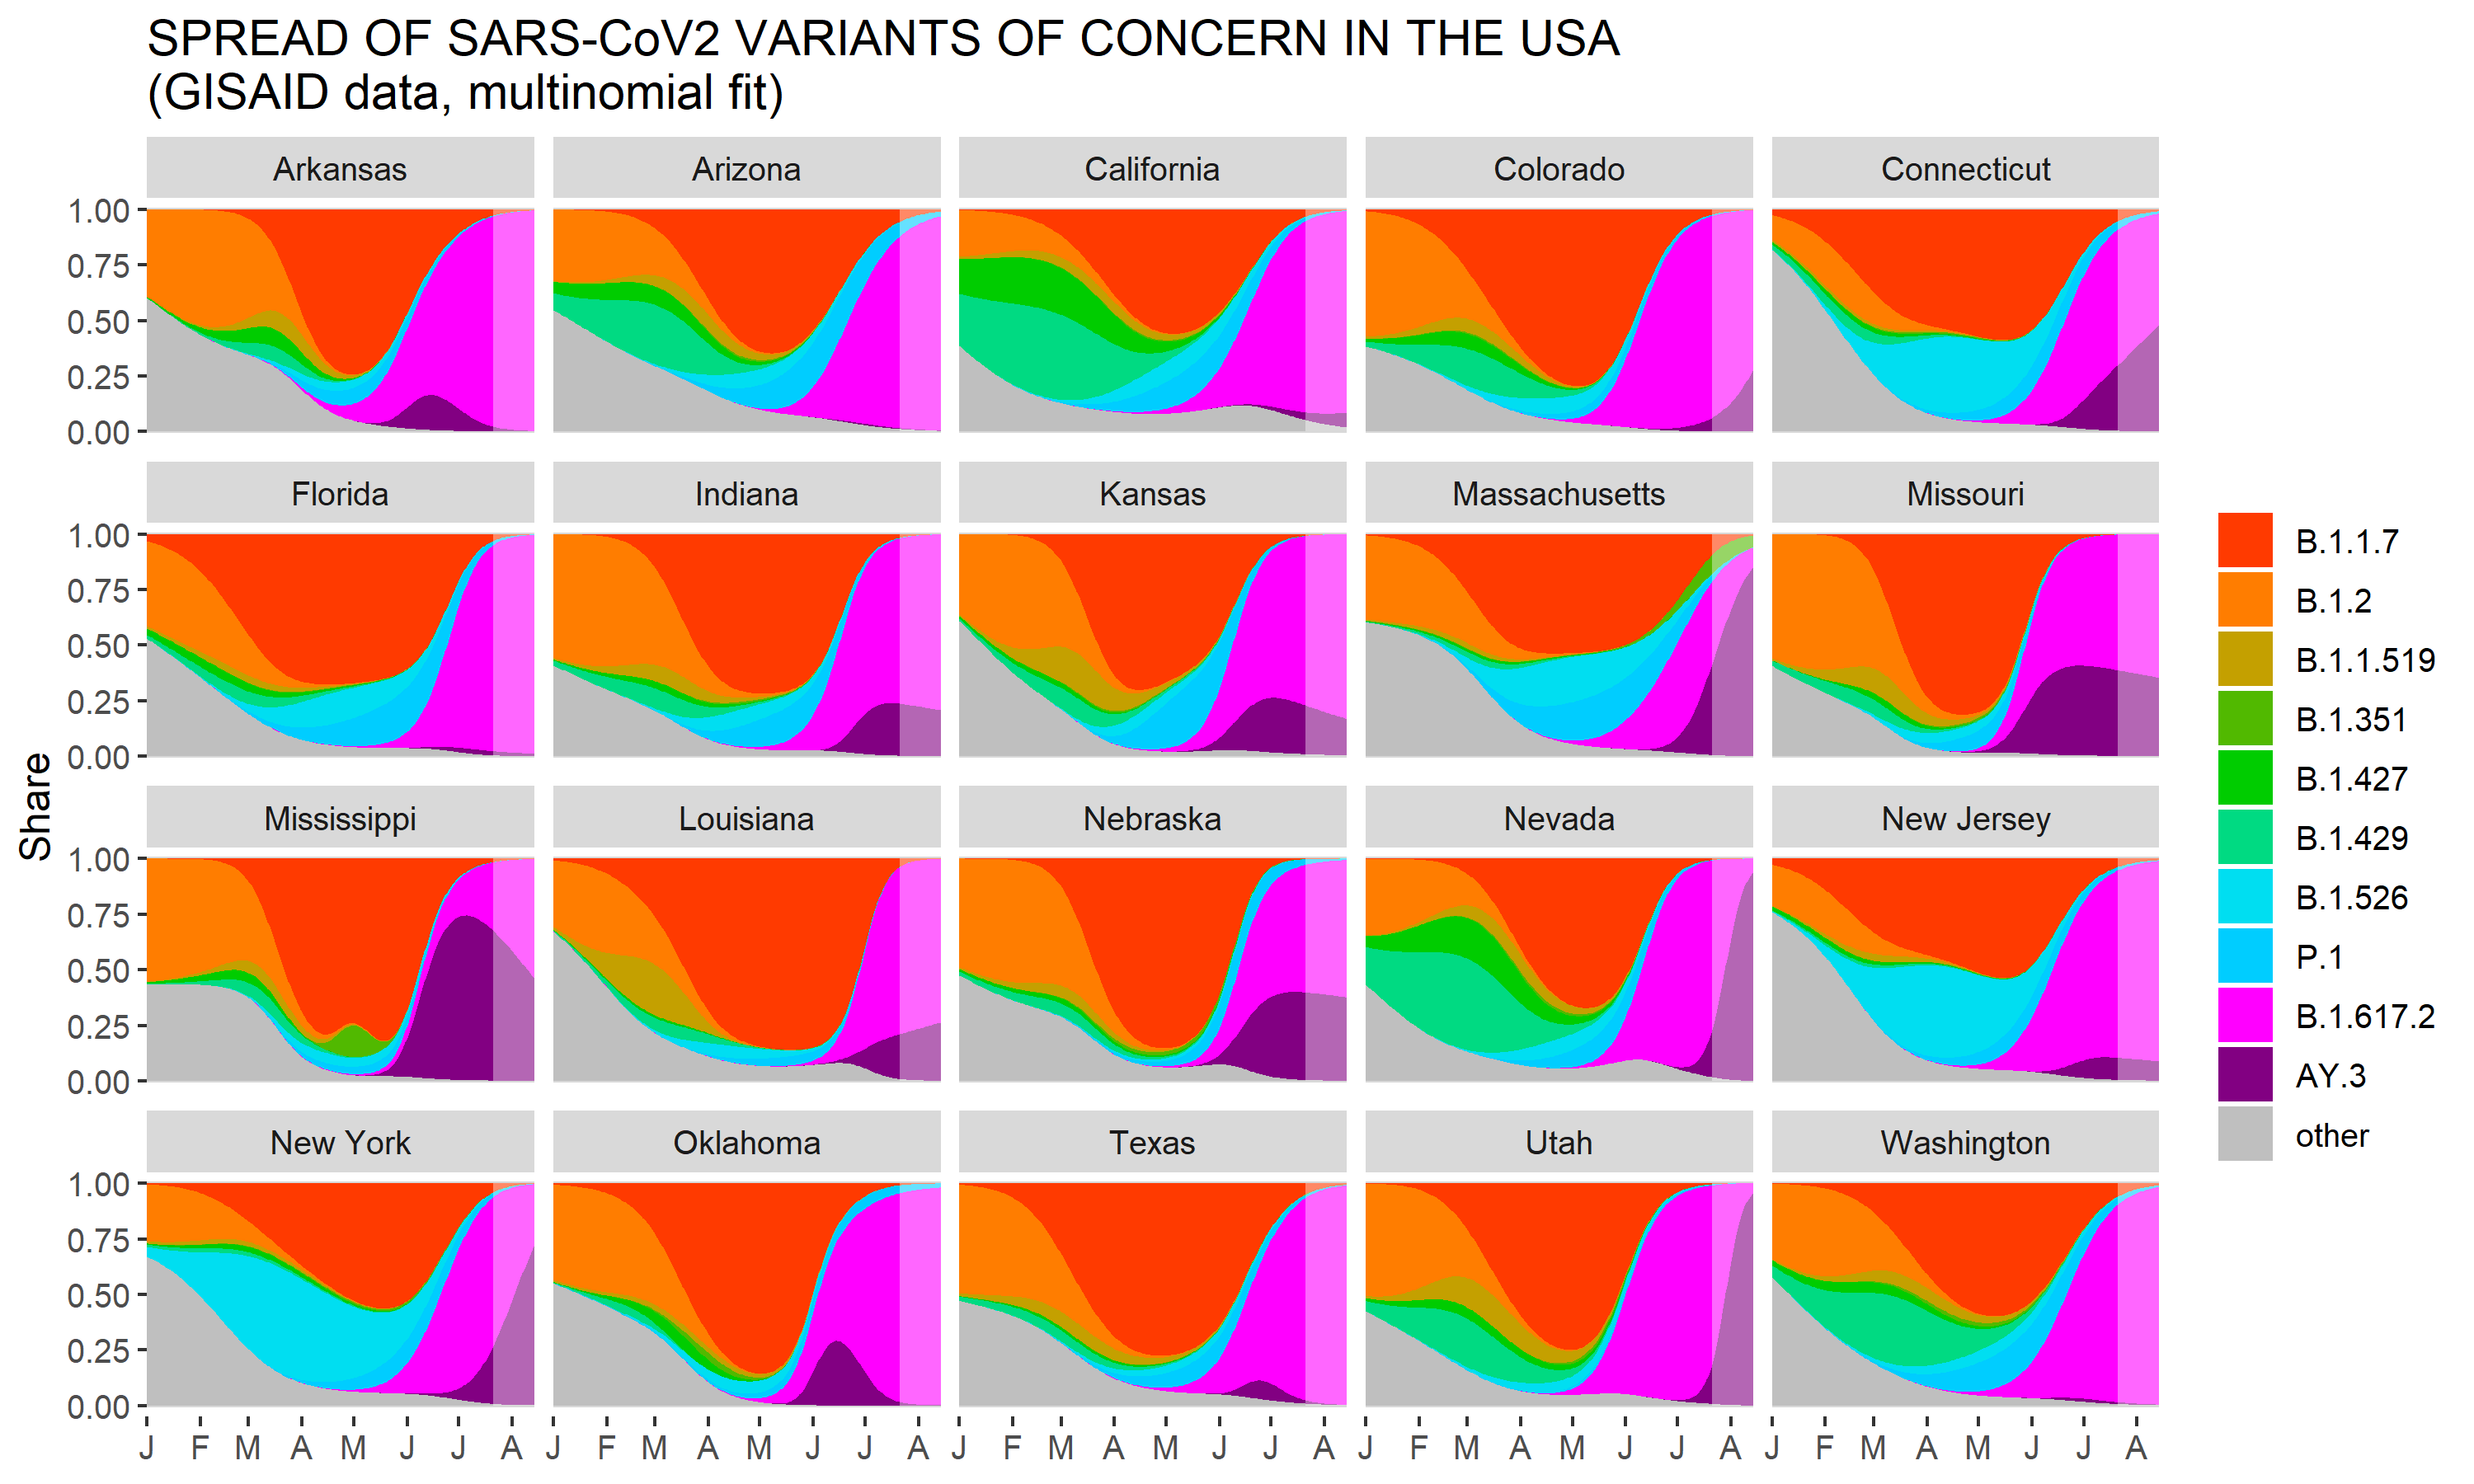 SPREAD OF SARS-CoV2 VARIANTS OF CONCERN IN THE USA
(GISAID data, multinomial fit)
Arkansas Arizona California Colorado Connecticut
1.00
0.75
0.50
0.25
0.00
Florida Indiana Kansas Massachusetts Missouri
1.00
0.75
0.50
0.25
0.00
Mississippi Louisiana Nebraska Nevada New Jersey
1.00
0.75
0.50
0.25
0.00
New York Oklahoma Texas Utah Washington
1.00
0.75
0.50
0.25
0.00
J F M A M J J A J F M A M J J A J F M A M J J A J F M A M J J A J F M A M J J A
Share
B.1.1.7
B.1.2
B.1.1.519
B.1.351
B.1.427
B.1.429
B.1.526
P.1
B.1.617.2
AY.3
other